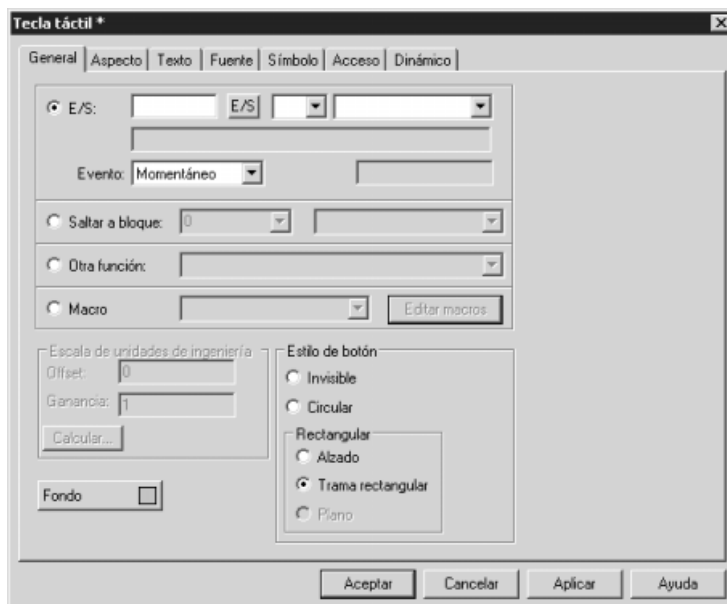 Tecla táctil *
General Aspecto Texto Fuente Símbolo Acceso Dinámico
E/S: E/S
Evento: Momentáneo
Saltar a bloque: 0
Otra función:
Macro Editar macros
Escala de unidades de ingeniería
Offset: 0
Ganancia: 1
Calcular...
Fondo
Estilo de botón
Invisible
Circular
Rectangular
Alzado
Trama rectangular
Plano
Aceptar Cancelar Aplicar Ayuda